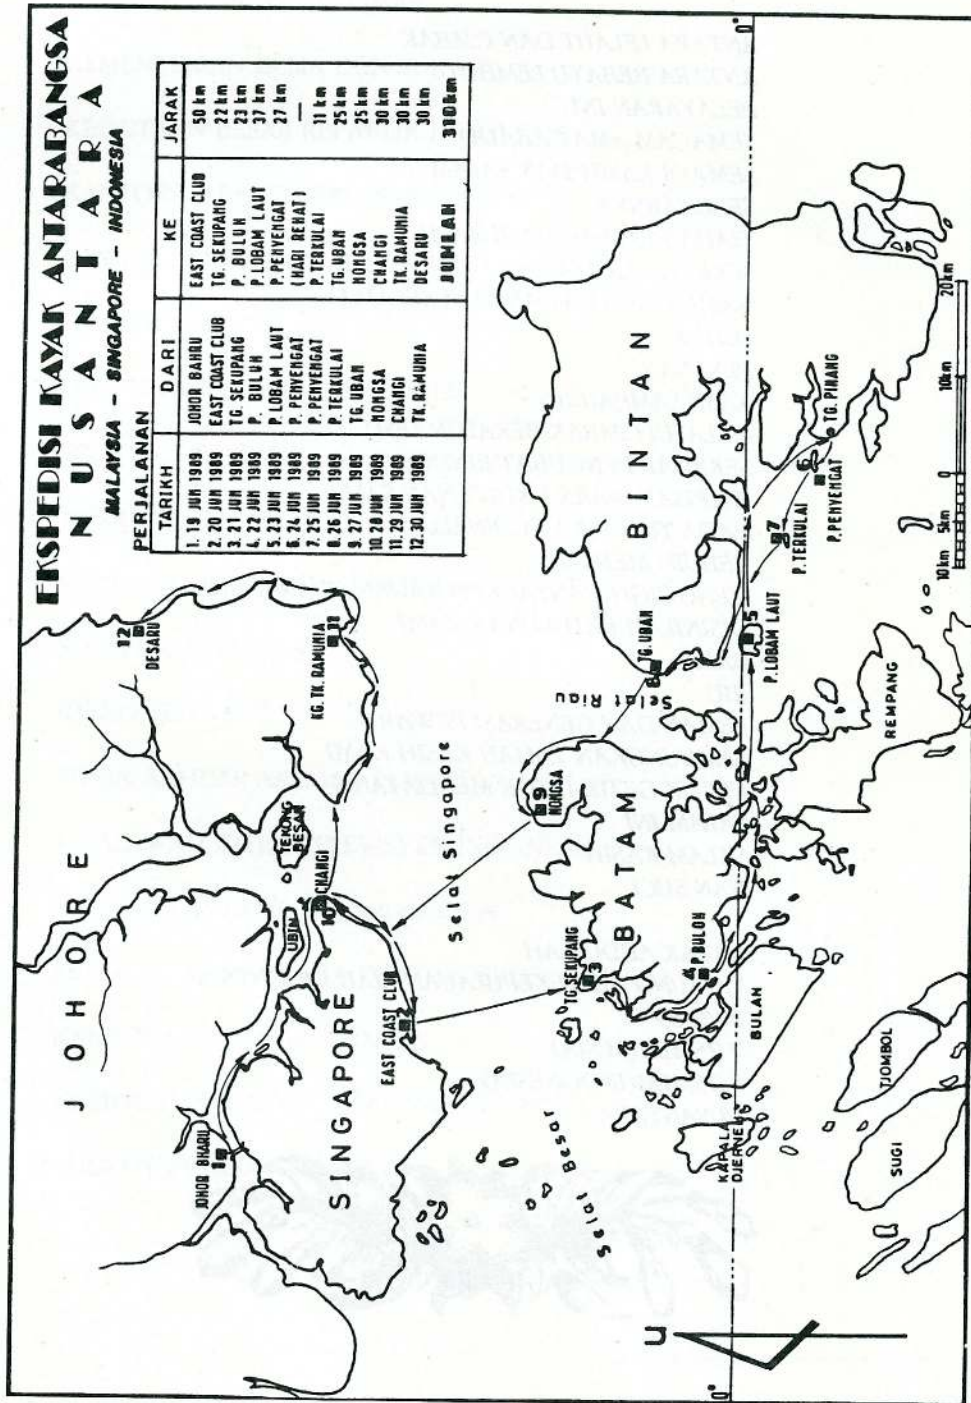 EKSPEDISI KAYAK ANTARABANGSA
NUSANTARA
MALAYSIA - SINGAPORE - INDONESIA
PERJALANAN
TARIKH DARI KE JARAK
1. 19 JUN 1989 JOHOR BAHRU EAST COAST CLUB 50 km
2. 20 JUN 1989 EAST COAST CLUB TG. SEKUPANG 22 km
3. 21 JUN 1989 TG. SEKUPANG P. BULUH 23 km
4. 22 JUN 1989 P. BULUH P. LOBAM LAUT 37 km
5. 23 JUN 1989 P. LOBAM LAUT P. PENYENGAT 27 km
6. 24 JUN 1989 P. PENYENGAT (HARI REHAT) —
7. 25 JUN 1989 P. PENYENGAT P. TERKULAI 11 km
8. 26 JUN 1989 P. TERKULAI TG. UBAN 25 km
9. 27 JUN 1989 TG. UBAN NONGSA 25 km
10. 28 JUN 1989 NONGSA CHANGI 30 km
11. 29 JUN 1989 CHANGI TK. RAMUNIA 30 km
12. 30 JUN 1989 TK. RAMUNIA DESARU 30 km
JUMLAH 310 km
JOHORE
12
DESARU
KG. TK. RAMUNIA
11
TEKONG BESAR
UBIN
CHANGI
10
JOHOR BHARU
1
SINGAPORE
EAST COAST CLUB
2
Selat Singapore
Selat Besar
Selat Riau
NONGSA
9
TG. SEKUPANG
3
BATAM
4
P. BULOH
BULAN
KAPALA DJERNEH
BINTAN
TG. UBAN
8
P. LOBAM LAUT
5
P. TERKULAI
7
6
P. PENYENGAT
TG. PINANG
REMPANG
TJOMBOL
SUGI
0°
0°
U
10km 5km 0 10km 20km